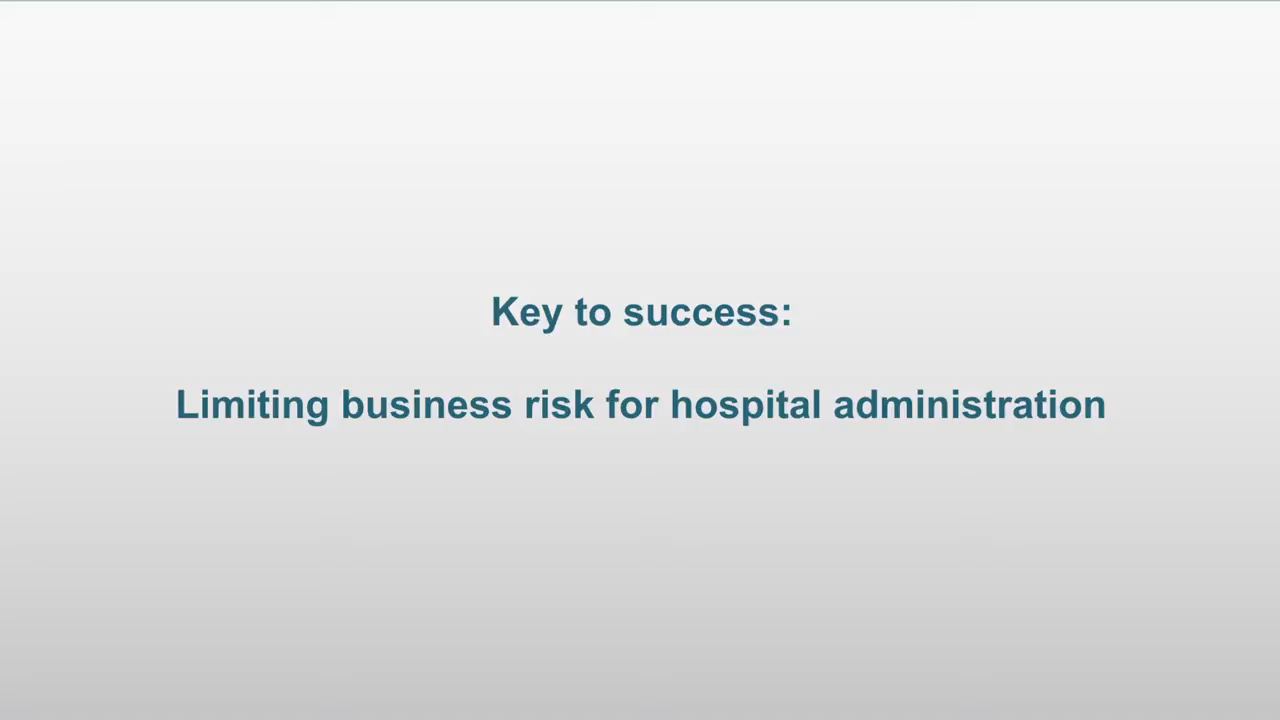 Key to success:
Limiting business risk for hospital administration